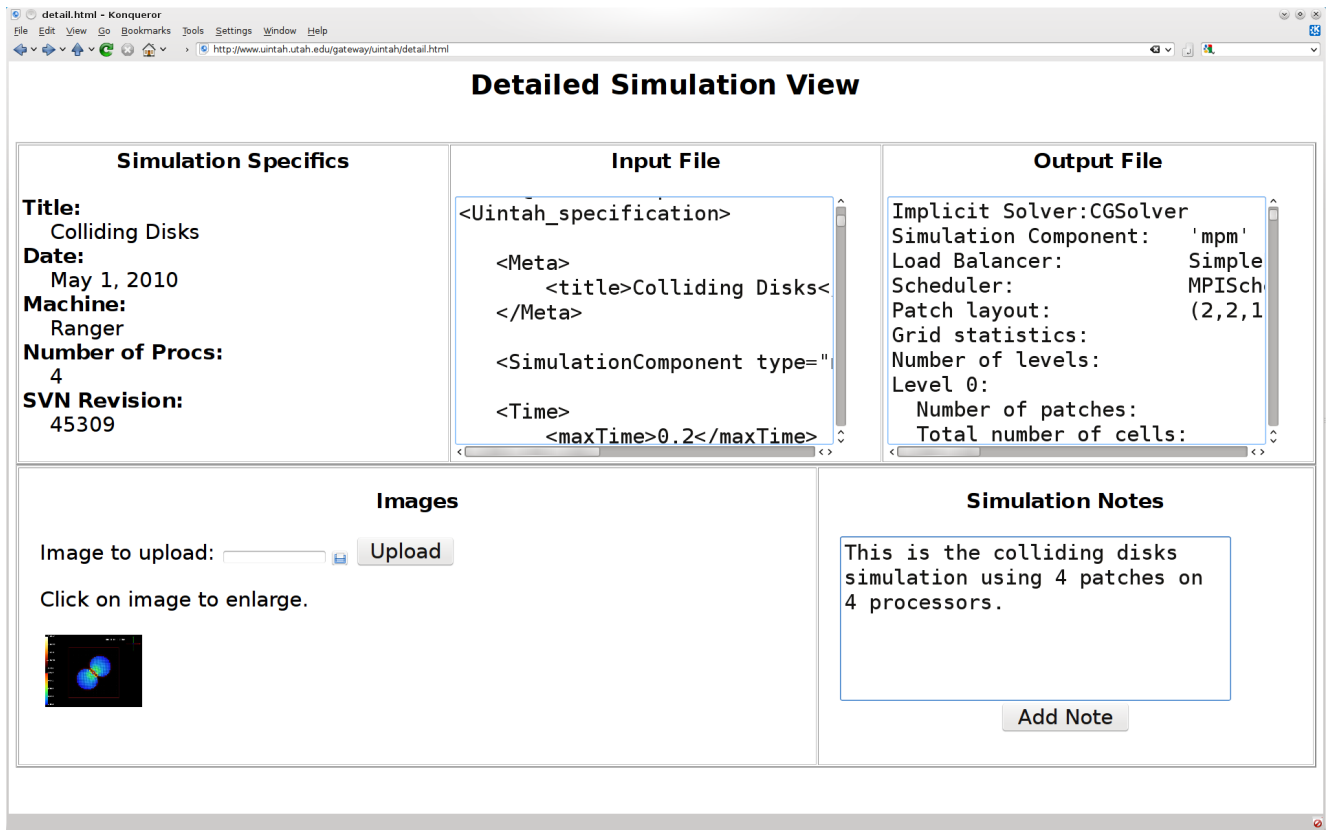 detail.html – Konqueror
File Edit View Go Bookmarks Tools Settings Window Help
http://www.uintah.utah.edu/gateway/uintah/detail.html
Detailed Simulation View
Simulation Specifics
Title:
Colliding Disks
Date:
May 1, 2010
Machine:
Ranger
Number of Procs:
4
SVN Revision:
45309
Input File
<Uintah_specification>
<Meta>
<title>Colliding Disks<
</Meta>
<SimulationComponent type="
<Time>
<maxTime>0.2</maxTime>
Output File
Implicit Solver:CGSolver
Simulation Component: 'mpm'
Load Balancer: Simple
Scheduler: MPISch
Patch layout: (2,2,1
Grid statistics:
Number of levels:
Level 0:
Number of patches:
Total number of cells:
Images
Image to upload: Upload
Click on image to enlarge.
Simulation Notes
This is the colliding disks
simulation using 4 patches on
4 processors.
Add Note